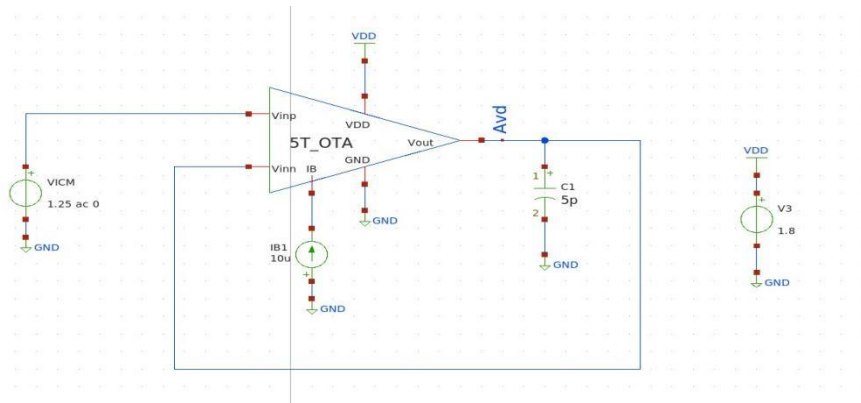 VDD
Avd
Vinp
VDD
5T_OTA
Vout
GND
Vinn
IB
VICM
1.25 ac 0
GND
GND
IB1
10u
GND
1
C1
5p
2
GND
VDD
V3
1.8
GND